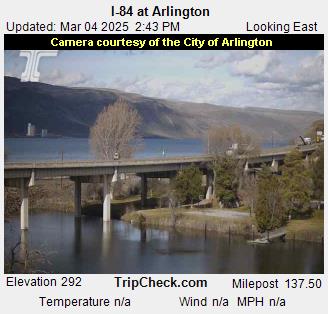 I-84 at Arlington
Updated: Mar 04 2025 2:43 PM Looking East
Camera courtesy of the City of Arlington
Elevation 292 TripCheck.com Milepost 137.50
Temperature n/a Wind n/a MPH n/a